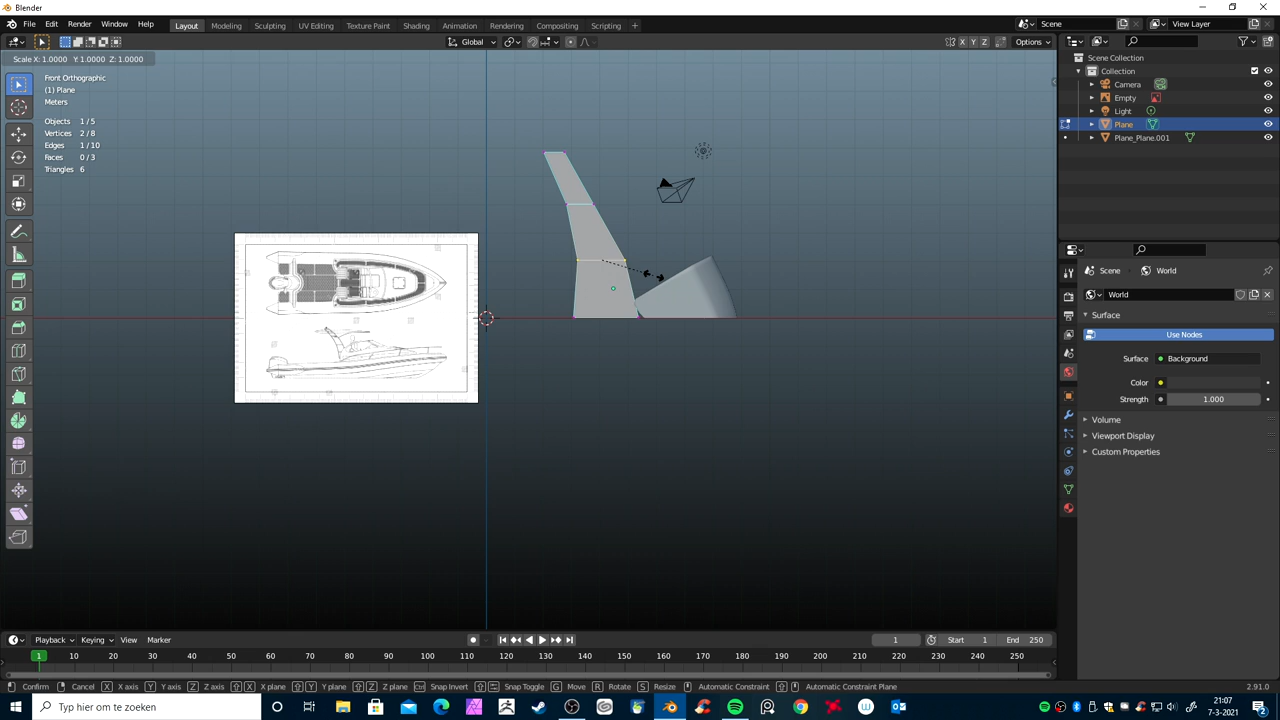 Blender
File Edit Render Window Help
Layout Modeling Sculpting UV Editing Texture Paint Shading Animation Rendering Compositing Scripting +
Scene View Layer
Global X Y Z Options
Scale X: 1.0000 Y: 1.0000 Z: 1.0000
Front Orthographic
(1) Plane
Meters
Objects 1 / 5
Vertices 2 / 8
Edges 1 / 10
Faces 0 / 3
Triangles 6
Scene Collection
Collection
Camera
Empty
Light
Plane
Plane_Plane.001
Scene World
World
Surface
Use Nodes
Surface Background
Color
Strength 1.000
Volume
Viewport Display
Custom Properties
Playback Keying View Marker 1 Start 1 End 250
1 10 20 30 40 50 60 70 80 90 100 110 120 130 140 150 160 170 180 190 200 210 220 230 240 250
Confirm Cancel X X axis Y Y axis Z Z axis X X plane Y Y plane Z Z plane Ctrl Snap Invert Snap Toggle G Move R Rotate S Resize Automatic Constraint Automatic Constraint Plane 2.91.0
Typ hier om te zoeken
21:07
7-3-2021